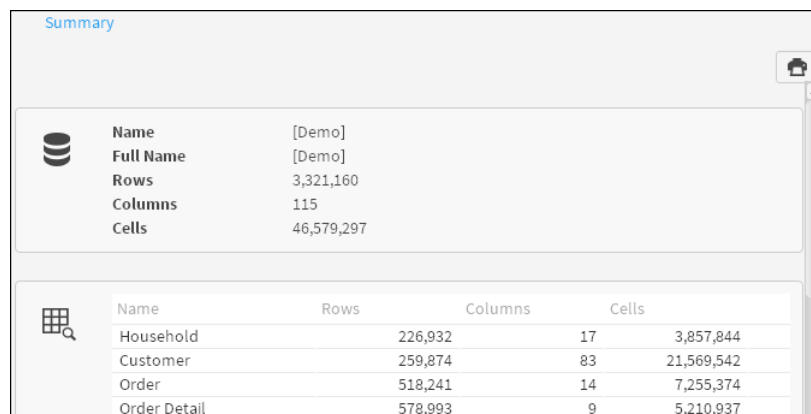 Summary
Name [Demo]
Full Name [Demo]
Rows 3,321,160
Columns 115
Cells 46,579,297
Name Rows Columns Cells
Household 226,932 17 3,857,844
Customer 259,874 83 21,569,542
Order 518,241 14 7,255,374
Order Detail 578,993 9 5,210,937